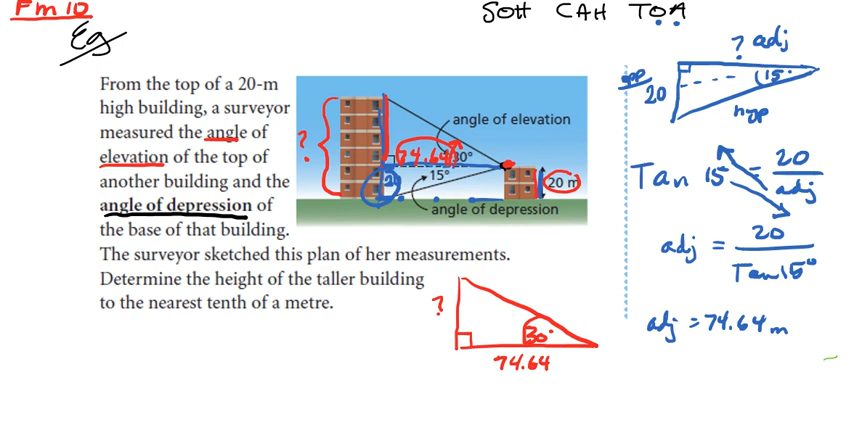 Fm 10
SOH CAH TOA
Eg
From the top of a 20-m
high building, a surveyor
measured the angle of
elevation of the top of
another building and the
angle of depression of
the base of that building.
The surveyor sketched this plan of her measurements.
Determine the height of the taller building
to the nearest tenth of a metre.
?
angle of elevation
74.64
30°
15°
20 m
20
angle of depression
? adj
opp
20
15°
hyp
Tan 15 = 20
adj
adj = 20
Tan 15°
adj = 74.64 m
?
30°
74.64